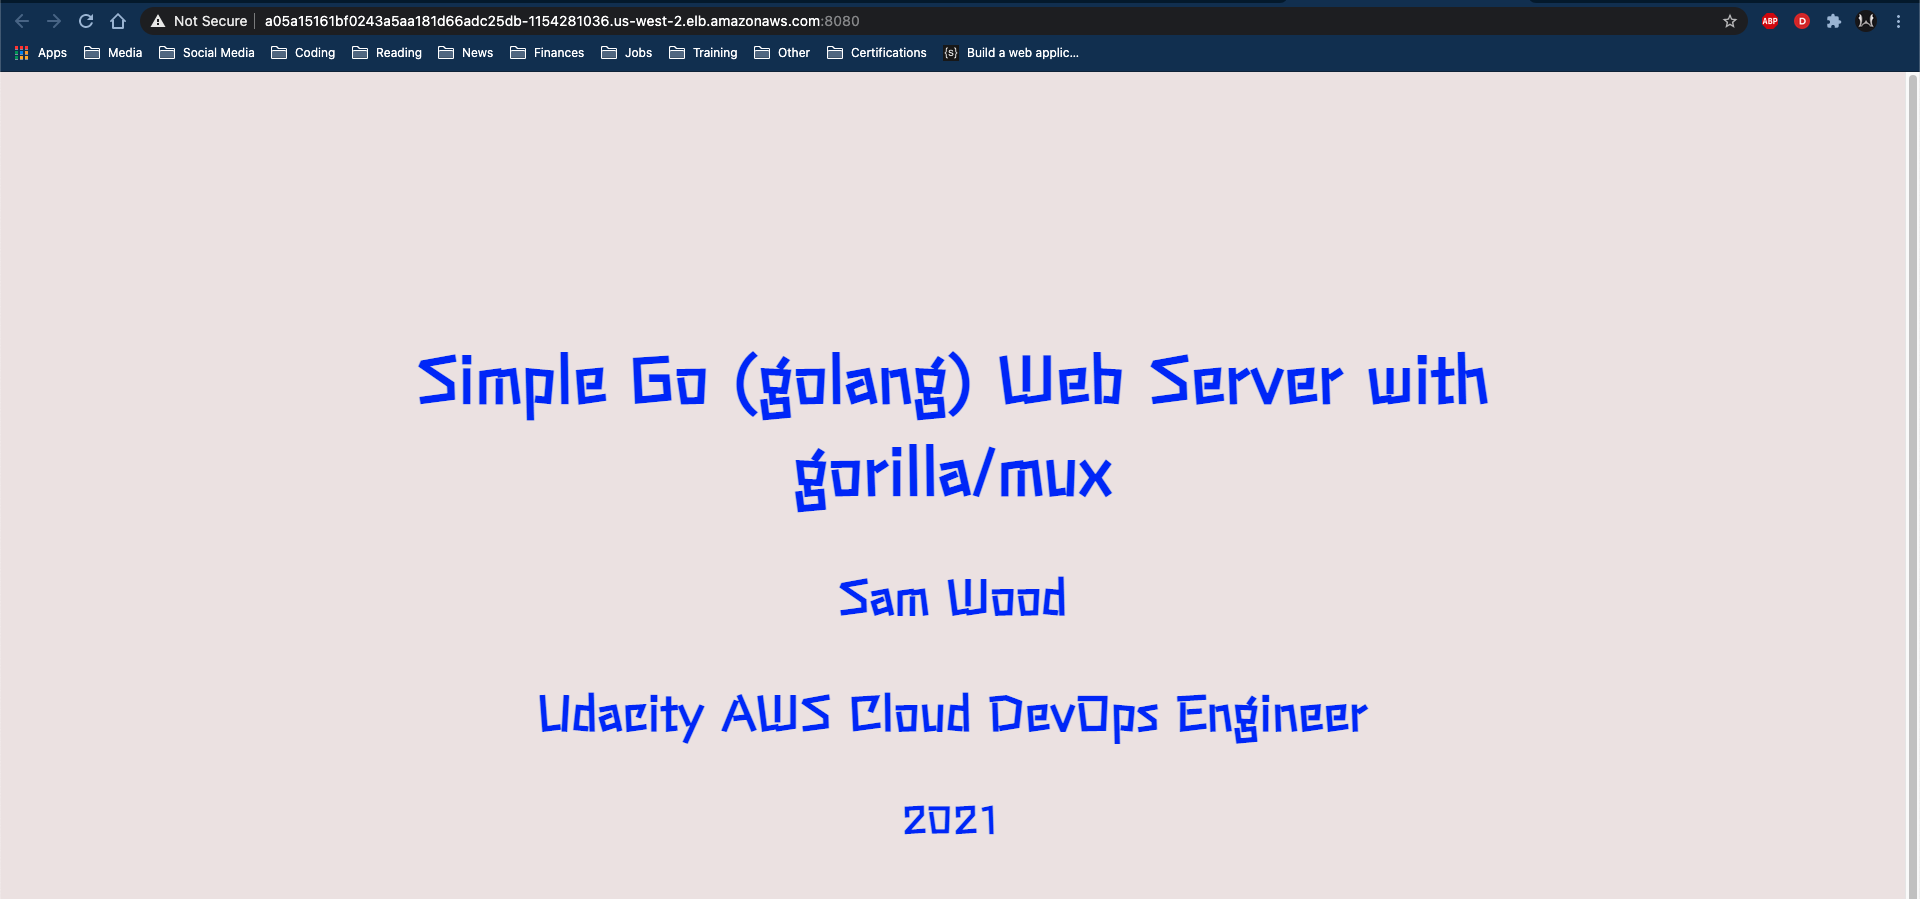 Not Secure a05a15161bf0243a5aa181d66adc25db-1154281036.us-west-2.elb.amazonaws.com:8080 ABP D
Apps Media Social Media Coding Reading News Finances Jobs Training Other Certifications {s} Build a web applic...
Simple Go (golang) Web Server with
gorilla/mux
Sam Wood
Udacity AWS Cloud DevOps Engineer
2021